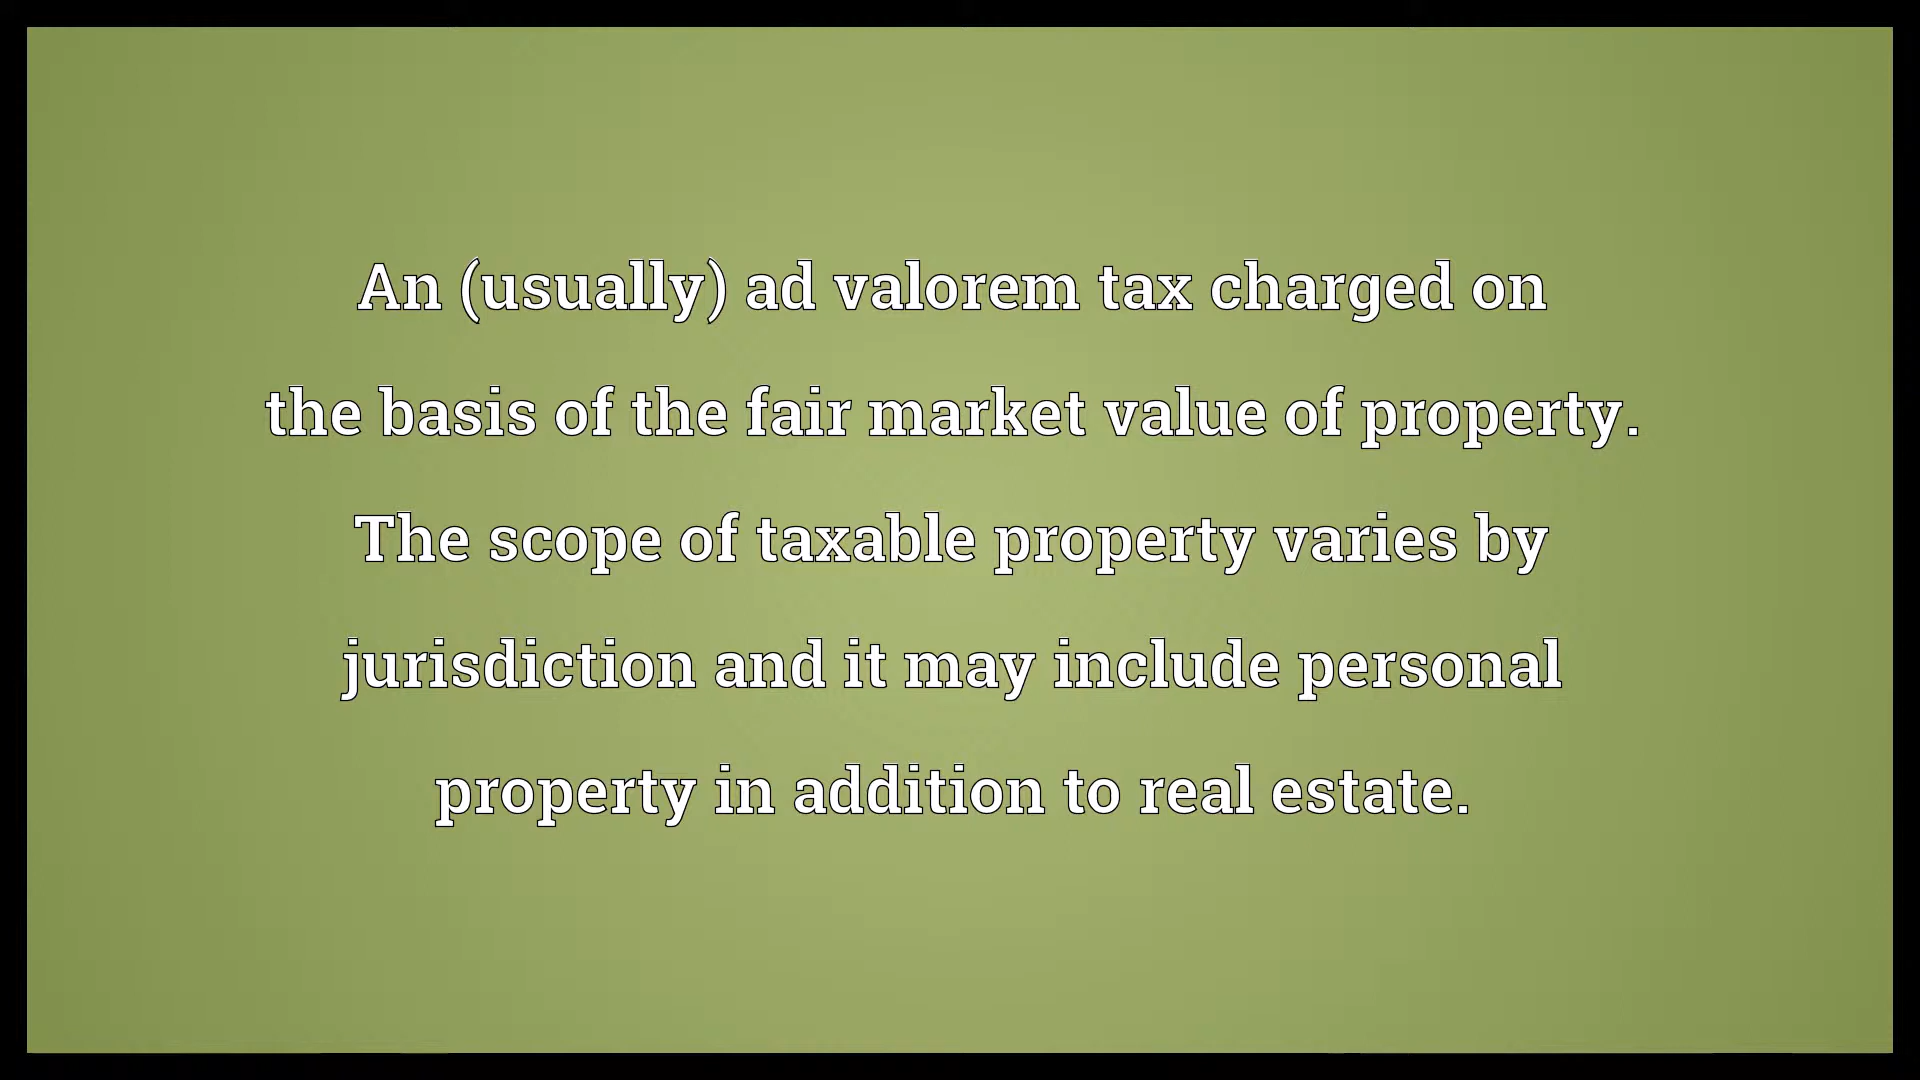 An (usually) ad valorem tax charged on
the basis of the fair market value of property.
The scope of taxable property varies by
jurisdiction and it may include personal
property in addition to real estate.